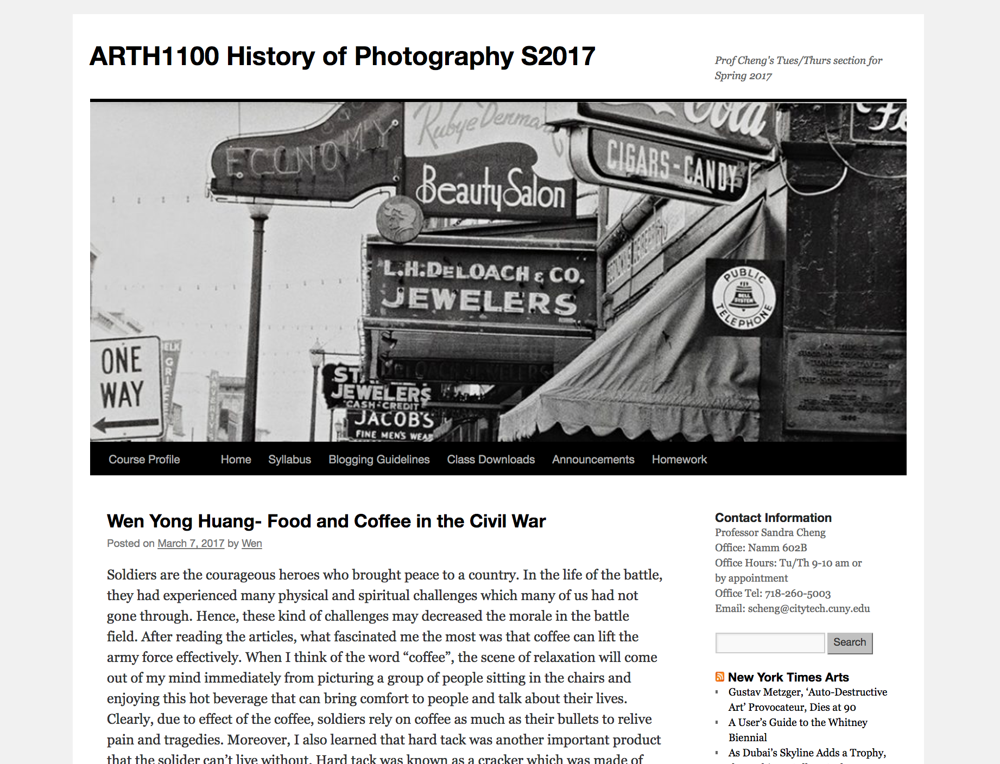 ARTH1100 History of Photography S2017
Prof Cheng's Tues/Thurs section for
Spring 2017
ECONOMY
Rubye Denman
Beauty Salon
Cola
CIGARS-CANDY
Fe
L.H. DELOACH & CO.
JEWELERS
PUBLIC
BELL
SYSTEM
TELEPHONE
ONE
WAY
ELK
JEWELERS
CASH-CREDIT
JACOB'S
FINE MEN'S WEAR
THE SONS OF LIBERTY
Course Profile
Home
Syllabus
Blogging Guidelines
Class Downloads
Announcements
Homework
Wen Yong Huang- Food and Coffee in the Civil War
Posted on March 7, 2017 by Wen
Soldiers are the courageous heroes who brought peace to a country. In the life of the battle,
they had experienced many physical and spiritual challenges which many of us had not
gone through. Hence, these kind of challenges may decreased the morale in the battle
field. After reading the articles, what fascinated me the most was that coffee can lift the
army force effectively. When I think of the word “coffee”, the scene of relaxation will come
out of my mind immediately from picturing a group of people sitting in the chairs and
enjoying this hot beverage that can bring comfort to people and talk about their lives.
Clearly, due to effect of the coffee, soldiers rely on coffee as much as their bullets to relive
pain and tragedies. Moreover, I also learned that hard tack was another important product
that the solider can’t live without. Hard tack was known as a cracker which was made of
Contact Information
Professor Sandra Cheng
Office: Namm 602B
Office Hours: Tu/Th 9-10 am or
by appointment
Office Tel: 718-260-5003
Email: scheng@citytech.cuny.edu
Search
New York Times Arts
Gustav Metzger, ‘Auto-Destructive
Art’ Provocateur, Dies at 90
A User’s Guide to the Whitney
Biennial
As Dubai’s Skyline Adds a Trophy,